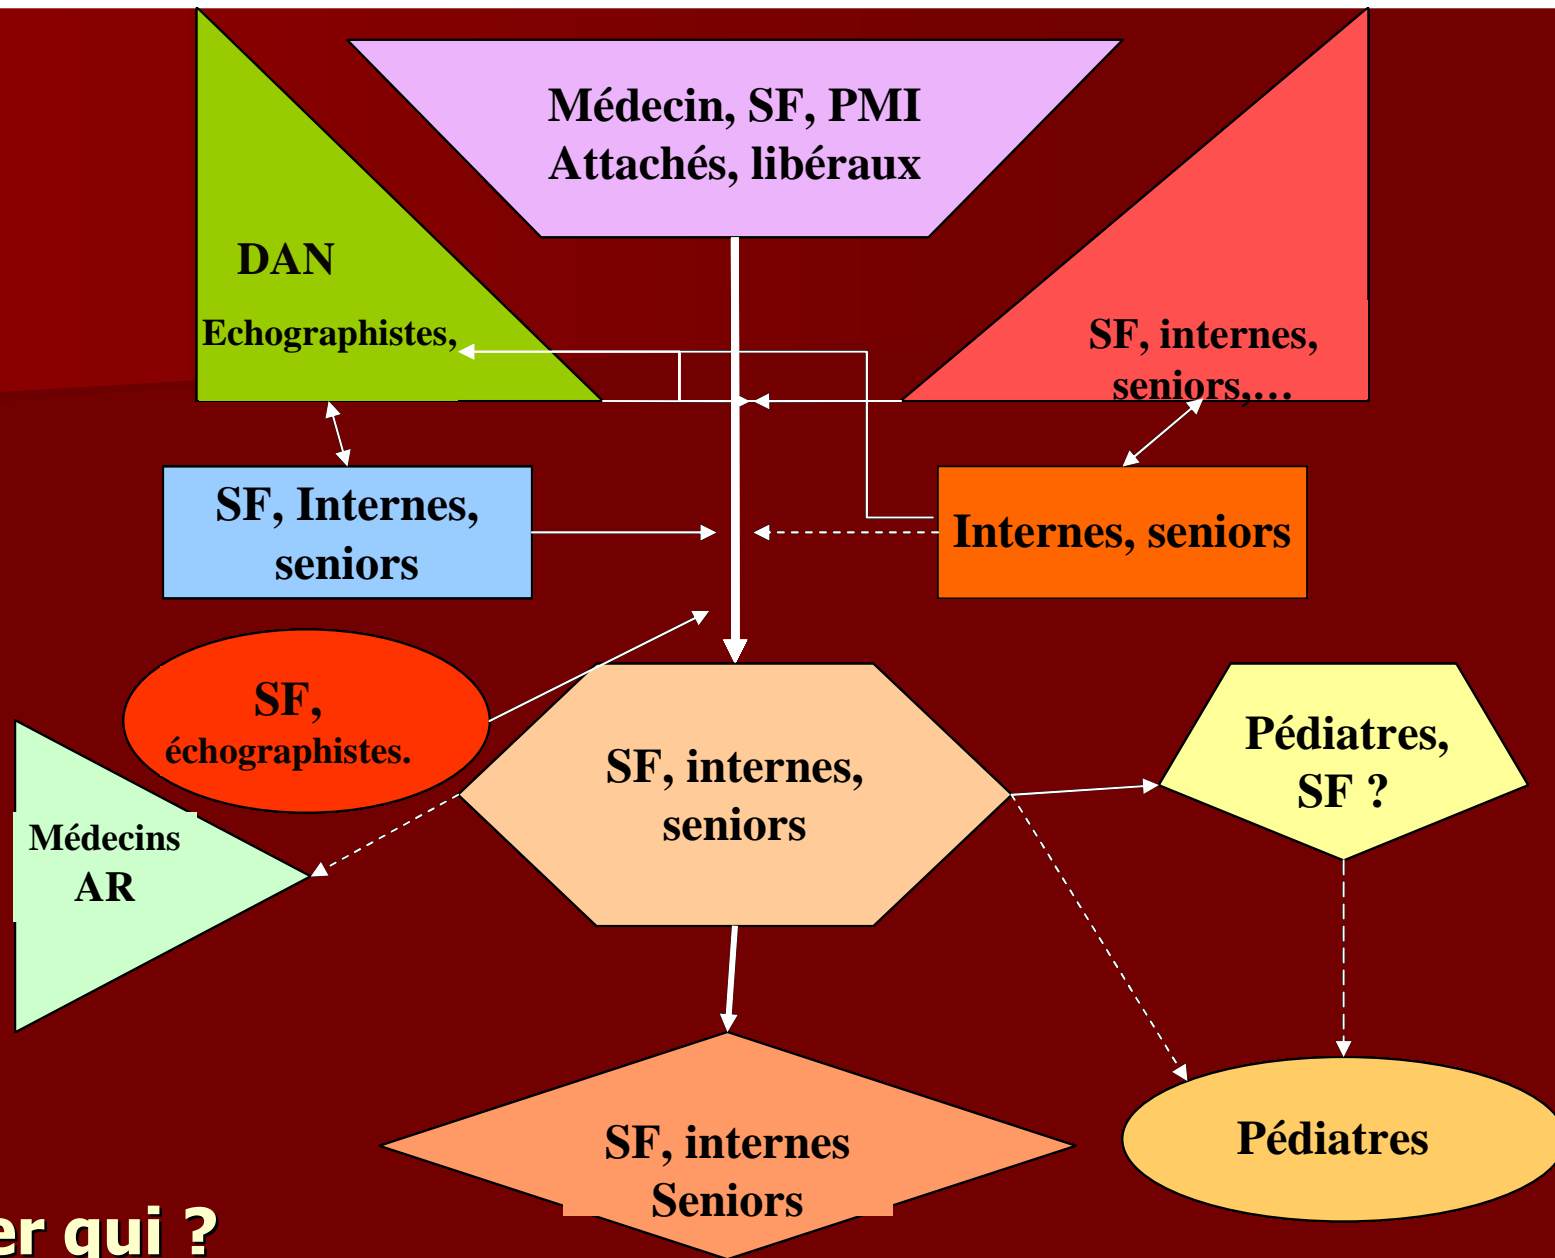 Médecin, SF, PMI
Attachés, libéraux
DAN
Echographistes,
SF, internes,
seniors,...
SF, Internes,
seniors
Internes, seniors
SF,
échographistes.
SF, internes,
seniors
Pédiatres,
SF ?
Médecins
AR
SF, internes
Seniors
Pédiatres
er qui ?